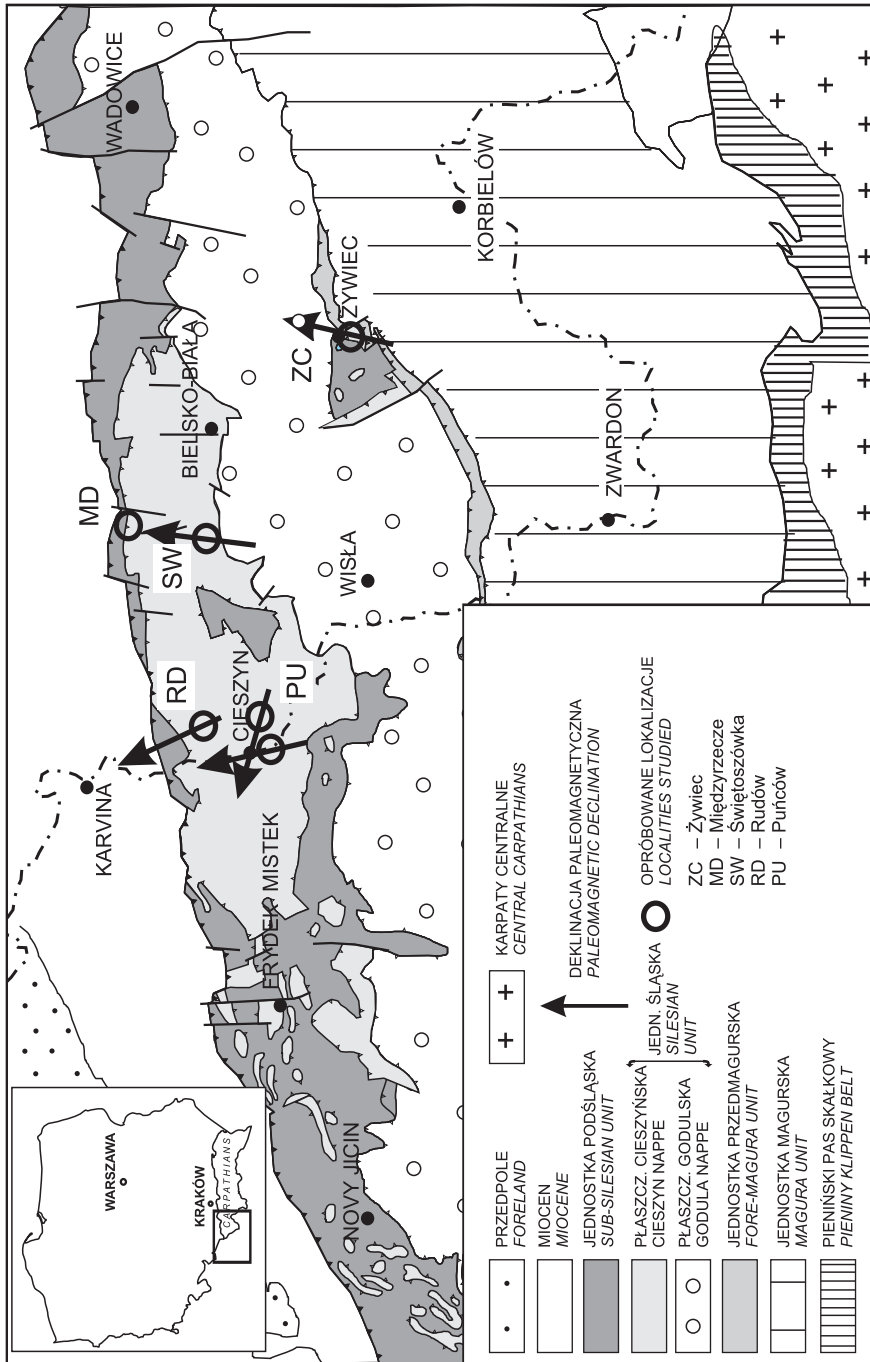 WARSZAWA
KRAKÓW
CARPATHIANS
KARVINA
NOVY JICIN
FRYDEK- MISTEK
CIESZYN
RD
PU
MD
SW
BIELSKO-BIAŁA
WADOWICE
WISŁA
ZC
ŻYWIEC
ZWARDON
KORBIELÓW
PRZEDPOLE
FORELAND
MIOCEN
MIOCENE
JEDNOSTKA PODŚLĄSKA
SUB-SILESIAN UNIT
PŁASZCZ. CIESZYŃSKA
CIESZYN NAPPE
PŁASZCZ. GODULSKA
GODULA NAPPE
JEDN. ŚLĄSKA
SILESIAN
UNIT
JEDNOSTKA PRZEDMAGURSKA
FORE-MAGURA UNIT
JEDNOSTKA MAGURSKA
MAGURA UNIT
PIENIŃSKI PAS SKAŁKOWY
PIENINY KLIPPEN BELT
KARPATY CENTRALNE
CENTRAL CARPATHIANS
DEKLINACJA PALEOMAGNETYCZNA
PALEOMAGNETIC DECLINATION
OPRÓBOWANE LOKALIZACJE
LOCALITIES STUDIED
ZC – Żywiec
MD – Międzyrzecze
SW – Świętoszówka
RD – Rudów
PU – Puńców